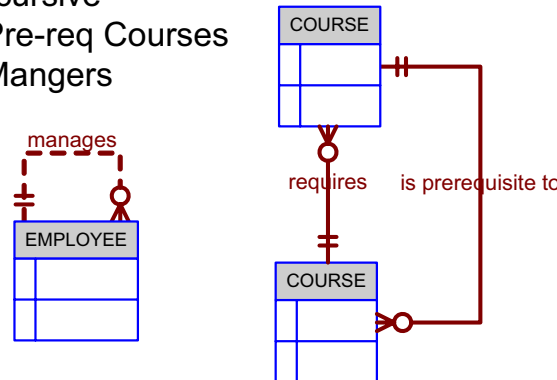 Pre-req Courses
Mangers
COURSE
manages
requires
is prerequisite to
EMPLOYEE
COURSE